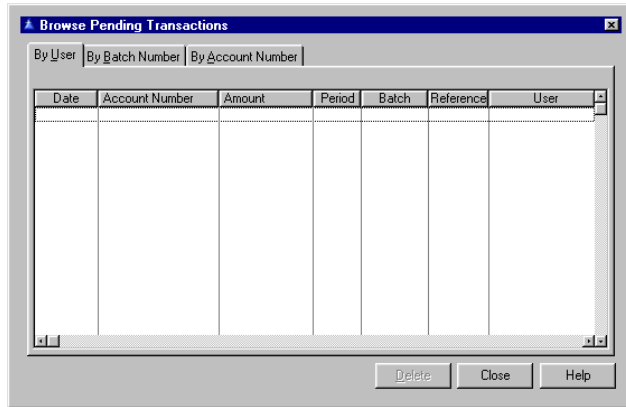 Browse Pending Transactions
By User By Batch Number By Account Number
Date Account Number Amount Period Batch Reference User
Delete Close Help